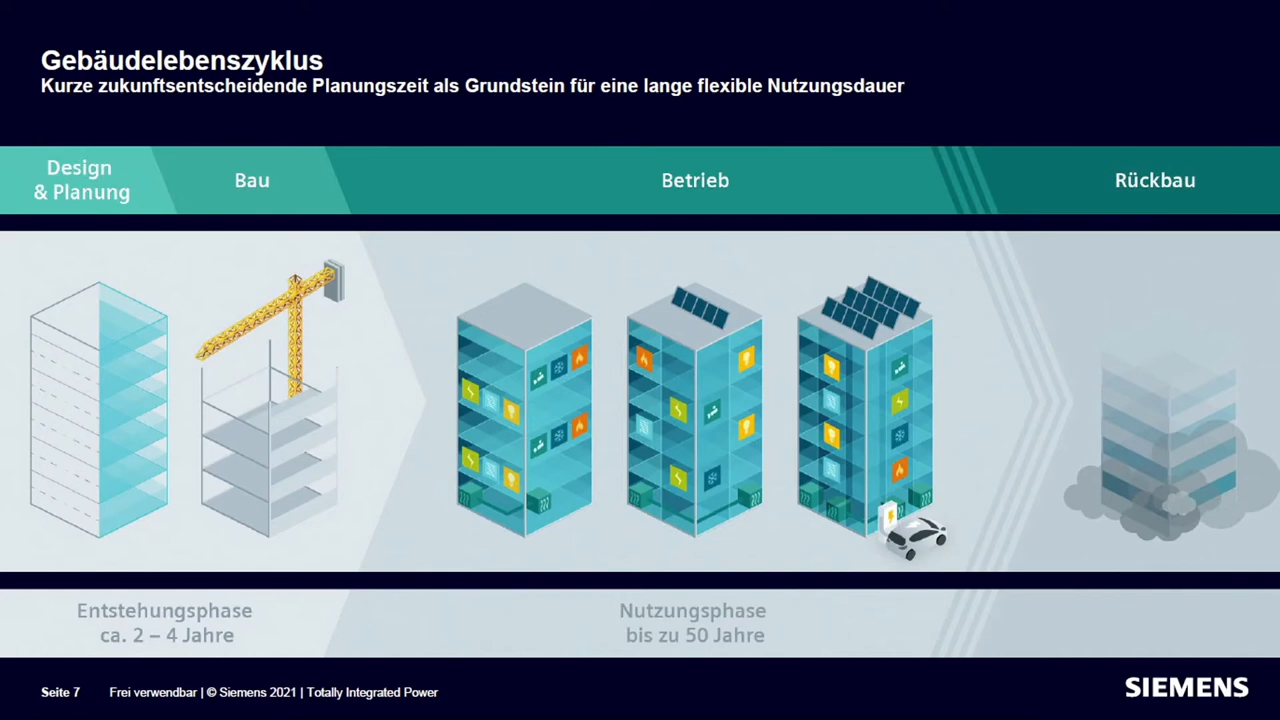 Gebäudelebenszyklus
Kurze zukunftsentscheidende Planungszeit als Grundstein für eine lange flexible Nutzungsdauer
Design
& Planung
Bau
Betrieb
Rückbau
Entstehungsphase
ca. 2 – 4 Jahre
Nutzungsphase
bis zu 50 Jahre
Seite 7
Frei verwendbar | © Siemens 2021 | Totally Integrated Power
SIEMENS